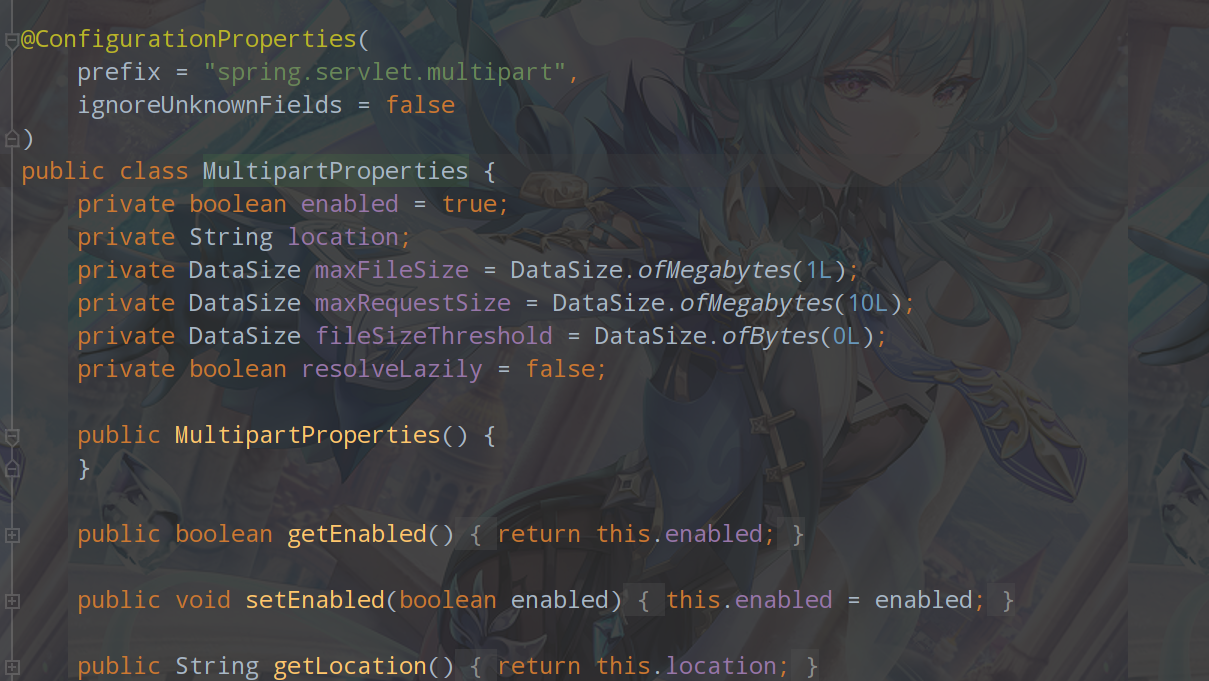 @ConfigurationProperties(
    prefix = "spring.servlet.multipart",
    ignoreUnknownFields = false
)
public class MultipartProperties {
    private boolean enabled = true;
    private String location;
    private DataSize maxFileSize = DataSize.ofMegabytes(1L);
    private DataSize maxRequestSize = DataSize.ofMegabytes(10L);
    private DataSize fileSizeThreshold = DataSize.ofBytes(0L);
    private boolean resolveLazily = false;
    public MultipartProperties() {
    }
    public boolean getEnabled() { return this.enabled; }
    public void setEnabled(boolean enabled) { this.enabled = enabled; }
    public String getLocation() { return this.location; }